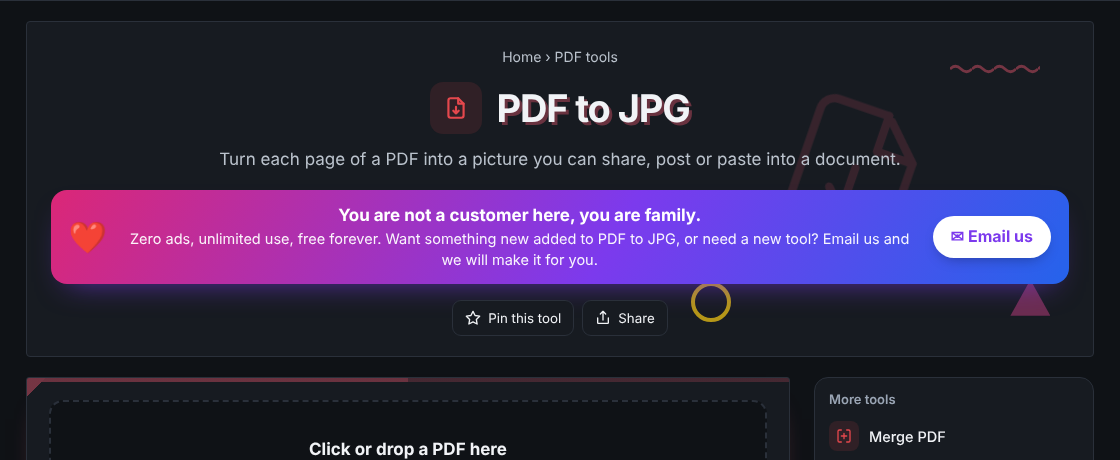 Home › PDF tools
PDF to JPG
Turn each page of a PDF into a picture you can share, post or paste into a document.
You are not a customer here, you are family.
Zero ads, unlimited use, free forever. Want something new added to PDF to JPG, or need a new tool? Email us and
we will make it for you.
✉ Email us
Pin this tool
Share
Click or drop a PDF here
More tools
Merge PDF